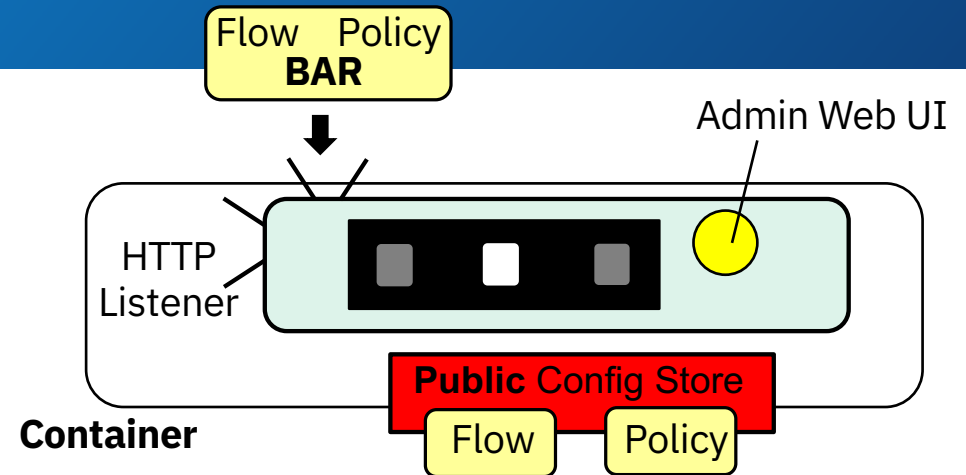 Flow Policy
BAR
Admin Web UI
HTTP
Listener
Public Config Store
Flow
Policy
Container